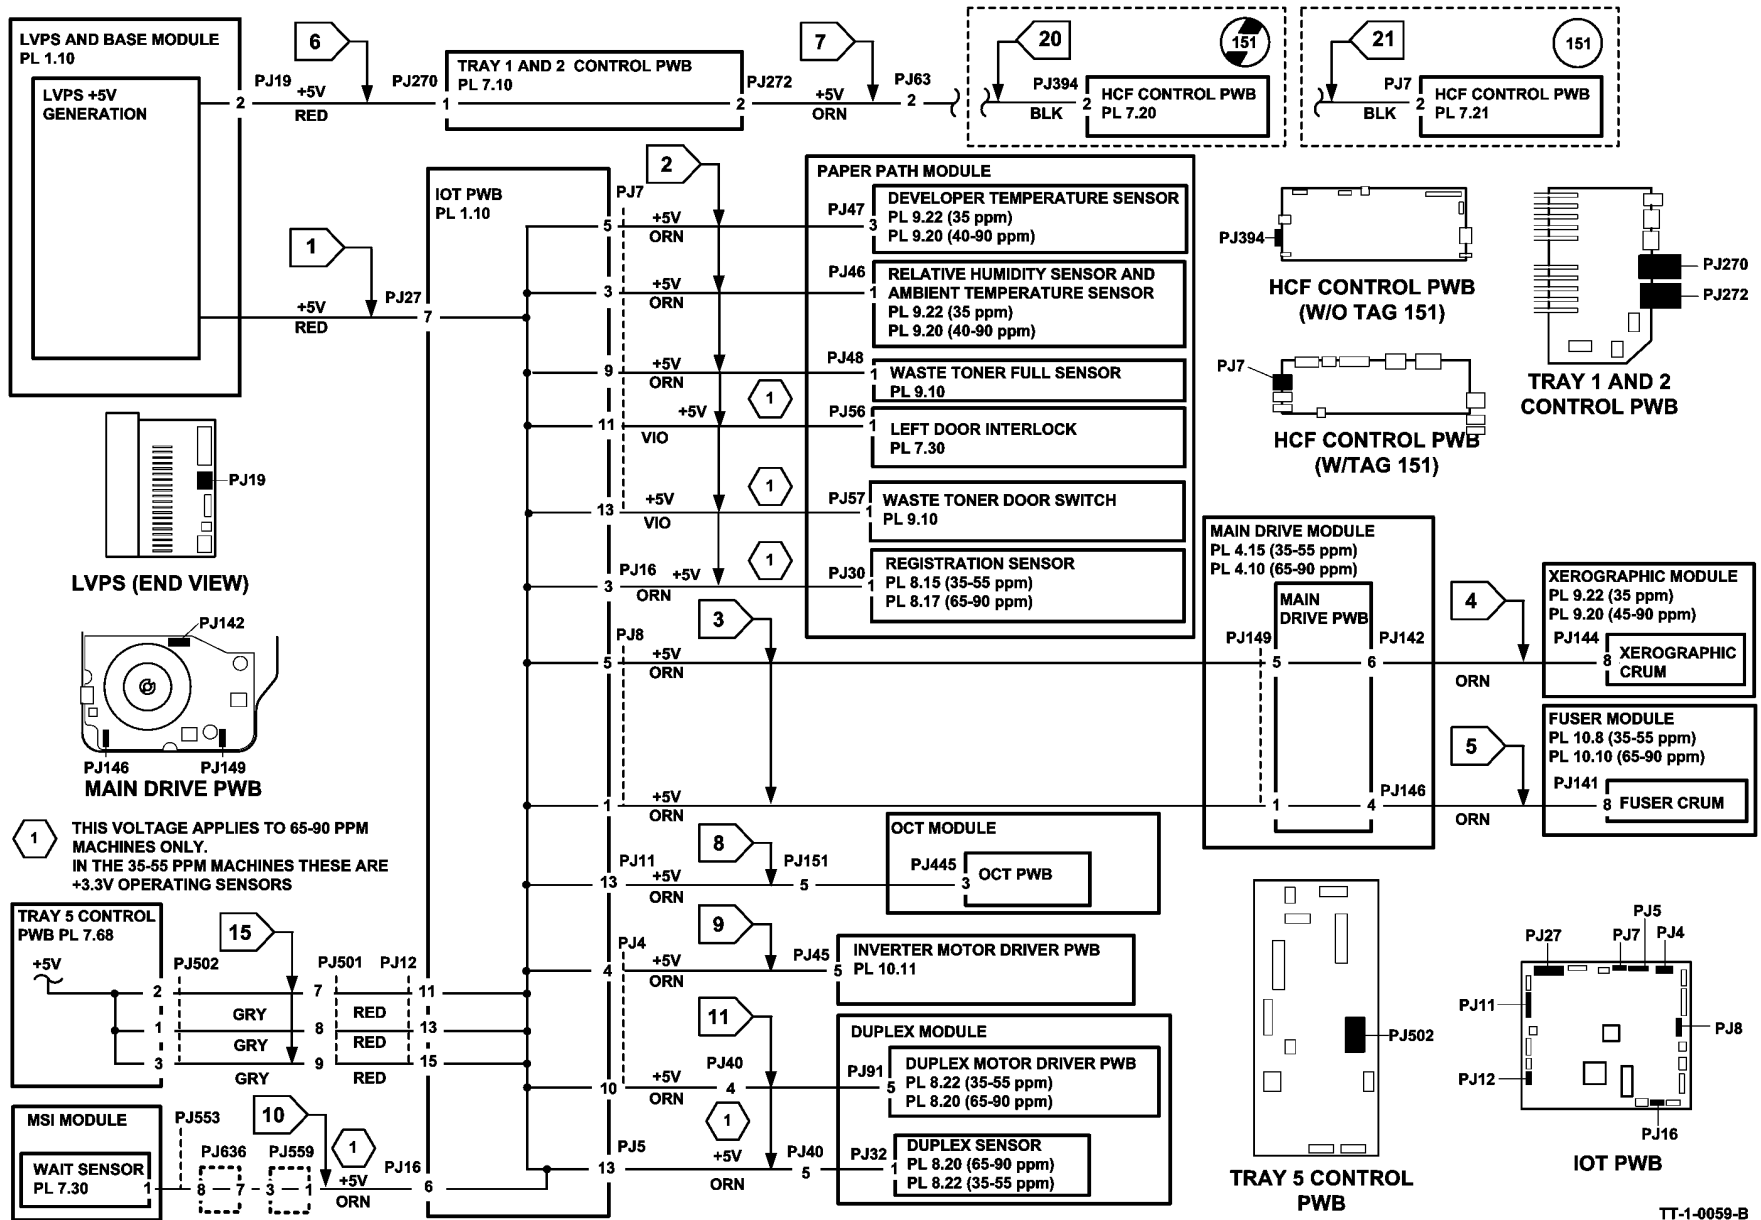 LVPS AND BASE MODULE
PL 1.10
LVPS +5V
GENERATION
2
PJ19
+5V
RED
6
PJ270
1
TRAY 1 AND 2 CONTROL PWB
PL 7.10
2
PJ272
+5V
ORN
7
PJ63
2
20
151
PJ394
BLK
2
HCF CONTROL PWB
PL 7.20
21
151
PJ7
BLK
2
HCF CONTROL PWB
PL 7.21
1
+5V
RED
PJ27
7
IOT PWB
PL 1.10
2
PJ7
5
+5V
ORN
3
+5V
ORN
9
+5V
ORN
11
+5V
VIO
1
13
+5V
VIO
1
PJ16
3
+5V
ORN
1
PAPER PATH MODULE
PJ47
3
DEVELOPER TEMPERATURE SENSOR
PL 9.22 (35 ppm)
PL 9.20 (40-90 ppm)
PJ46
1
RELATIVE HUMIDITY SENSOR AND
AMBIENT TEMPERATURE SENSOR
PL 9.22 (35 ppm)
PL 9.20 (40-90 ppm)
PJ48
1
WASTE TONER FULL SENSOR
PL 9.10
PJ56
1
LEFT DOOR INTERLOCK
PL 7.30
PJ57
1
WASTE TONER DOOR SWITCH
PL 9.10
PJ30
1
REGISTRATION SENSOR
PL 8.15 (35-55 ppm)
PL 8.17 (65-90 ppm)
PJ394
HCF CONTROL PWB
(W/O TAG 151)
PJ7
HCF CONTROL PWB
(W/TAG 151)
PJ270
PJ272
TRAY 1 AND 2
CONTROL PWB
PJ19
LVPS (END VIEW)
PJ142
PJ146
PJ149
MAIN DRIVE PWB
3
PJ8
5
+5V
ORN
1
+5V
ORN
MAIN DRIVE MODULE
PL 4.15 (35-55 ppm)
PL 4.10 (65-90 ppm)
MAIN
DRIVE PWB
PJ149
5
6
PJ142
1
4
PJ146
4
ORN
XEROGRAPHIC MODULE
PL 9.22 (35 ppm)
PL 9.20 (45-90 ppm)
PJ144
8
XEROGRAPHIC
CRUM
5
ORN
FUSER MODULE
PL 10.8 (35-55 ppm)
PL 10.10 (65-90 ppm)
PJ141
8
FUSER CRUM
1
THIS VOLTAGE APPLIES TO 65-90 PPM
MACHINES ONLY.
IN THE 35-55 PPM MACHINES THESE ARE
+3.3V OPERATING SENSORS
8
PJ11
13
+5V
ORN
PJ151
5
OCT MODULE
PJ445
3
OCT PWB
9
PJ4
4
+5V
ORN
PJ45
5
INVERTER MOTOR DRIVER PWB
PL 10.11
TRAY 5 CONTROL
PWB PL 7.68
+5V
15
PJ502
PJ501
PJ12
2
7
11
GRY
RED
1
8
13
GRY
RED
3
9
15
GRY
RED
11
10
+5V
ORN
PJ40
4
1
DUPLEX MODULE
PJ91
5
DUPLEX MOTOR DRIVER PWB
PL 8.22 (35-55 ppm)
PL 8.20 (65-90 ppm)
PJ5
13
+5V
ORN
PJ40
5
PJ32
1
DUPLEX SENSOR
PL 8.20 (65-90 ppm)
PL 8.22 (35-55 ppm)
MSI MODULE
WAIT SENSOR
PL 7.30
1
PJ553
PJ636
8
7
PJ559
3
1
10
1
+5V
ORN
PJ16
6
PJ502
TRAY 5 CONTROL
PWB
PJ5
PJ27
PJ7
PJ4
PJ11
PJ8
PJ12
PJ16
IOT PWB
TT-1-0059-B